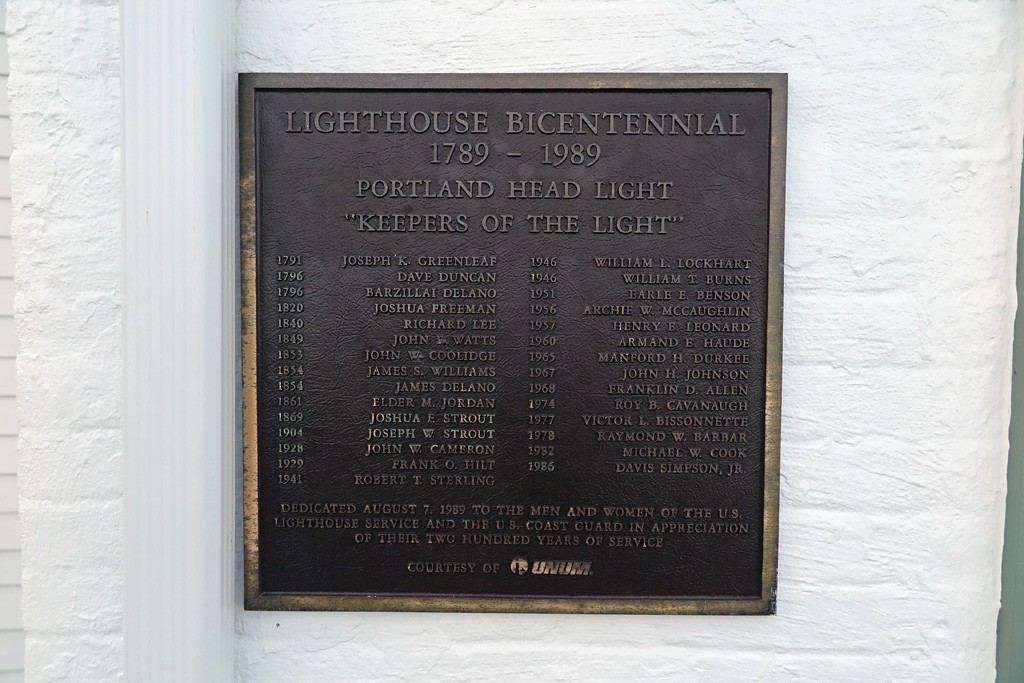 LIGHTHOUSE BICENTENNIAL
1789 - 1989
PORTLAND HEAD LIGHT
"KEEPERS OF THE LIGHT"
1791 JOSEPH K. GREENLEAF
1796 DAVE DUNCAN
1796 BARZILLAI DELANO
1820 JOSHUA FREEMAN
1840 RICHARD LEE
1849 JOHN F. WATTS
1853 JOHN W. COOLIDGE
1854 JAMES S. WILLIAMS
1854 JAMES DELANO
1861 ELDER M. JORDAN
1869 JOSHUA F. STROUT
1904 JOSEPH W. STROUT
1928 JOHN W. CAMERON
1929 FRANK O. HILT
1941 ROBERT T. STERLING
1946 WILLIAM L. LOCKHART
1946 WILLIAM T. BURNS
1951 EARLE E. BENSON
1956 ARCHIE W. MCCAUGHLIN
1957 HENRY E. LEONARD
1960 ARMAND E. HAUDE
1965 MANFORD H. DURKEE
1967 JOHN H. JOHNSON
1968 FRANKLIN D. ALLEN
1974 ROY B. CAVANAUGH
1977 VICTOR L. BISSONNETTE
1978 RAYMOND W. BARBAR
1982 MICHAEL W. COOK
1986 DAVIS SIMPSON, JR.
DEDICATED AUGUST 7, 1989 TO THE MEN AND WOMEN OF THE U.S.
LIGHTHOUSE SERVICE AND THE U.S. COAST GUARD IN APPRECIATION
OF THEIR TWO HUNDRED YEARS OF SERVICE
COURTESY OF UNUM.